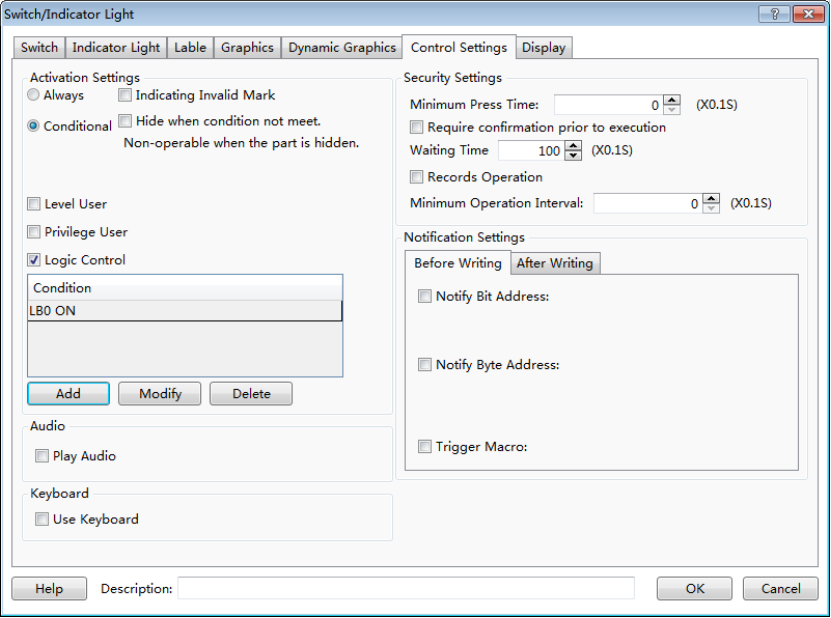 Switch/Indicator Light
Switch Indicator Light Lable Graphics Dynamic Graphics Control Settings Display
Activation Settings
Always Indicating Invalid Mark
Conditional Hide when condition not meet.
Non-operable when the part is hidden.
Level User
Privilege User
Logic Control
Condition
LB0 ON
Add Modify Delete
Audio
Play Audio
Keyboard
Use Keyboard
Security Settings
Minimum Press Time: 0 (X0.1S)
Require confirmation prior to execution
Waiting Time 100 (X0.1S)
Records Operation
Minimum Operation Interval: 0 (X0.1S)
Notification Settings
Before Writing After Writing
Notify Bit Address:
Notify Byte Address:
Trigger Macro:
Help Description: OK Cancel